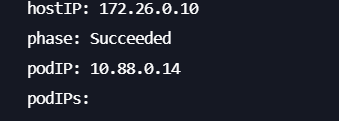 hostIP: 172.26.0.10
phase: Succeeded
podIP: 10.88.0.14
podIPs: